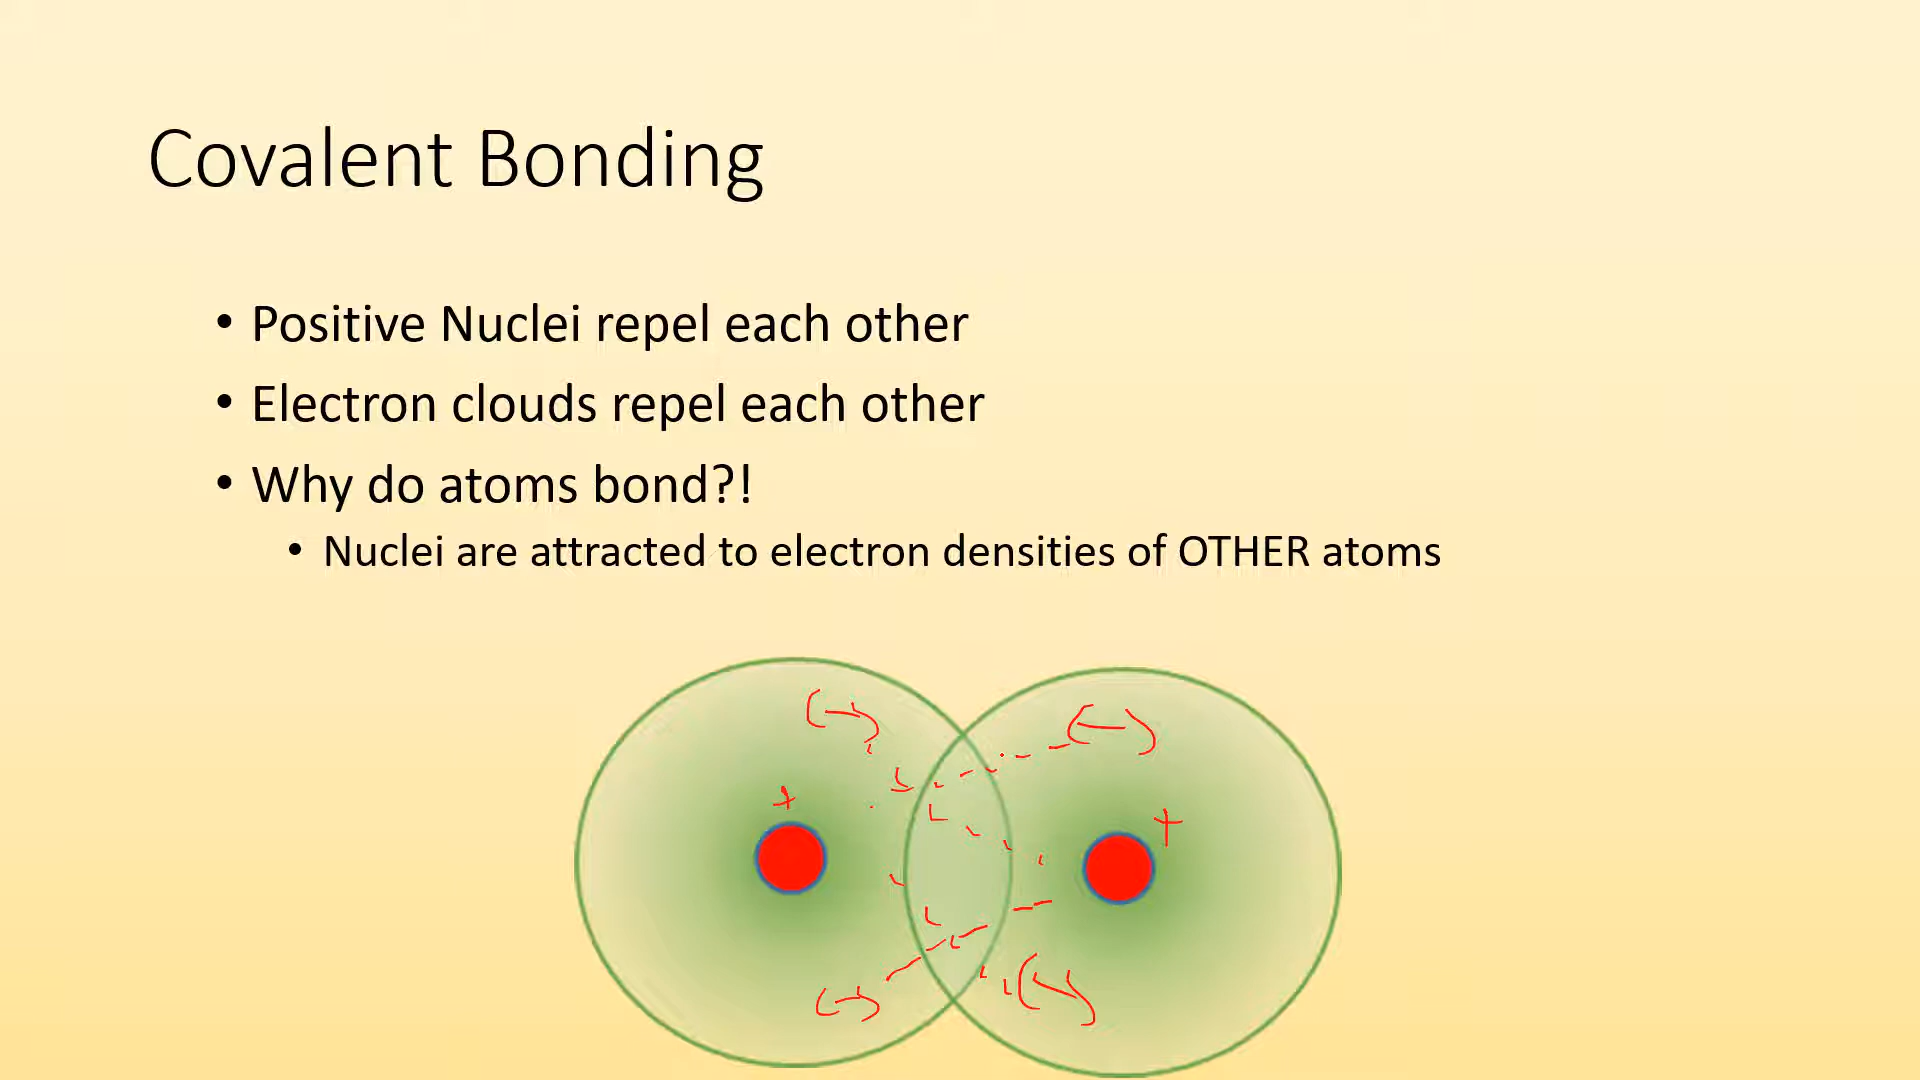 Covalent Bonding
• Positive Nuclei repel each other
• Electron clouds repel each other
• Why do atoms bond?!
• Nuclei are attracted to electron densities of OTHER atoms
(-) (-)
+ +
(-) (-)